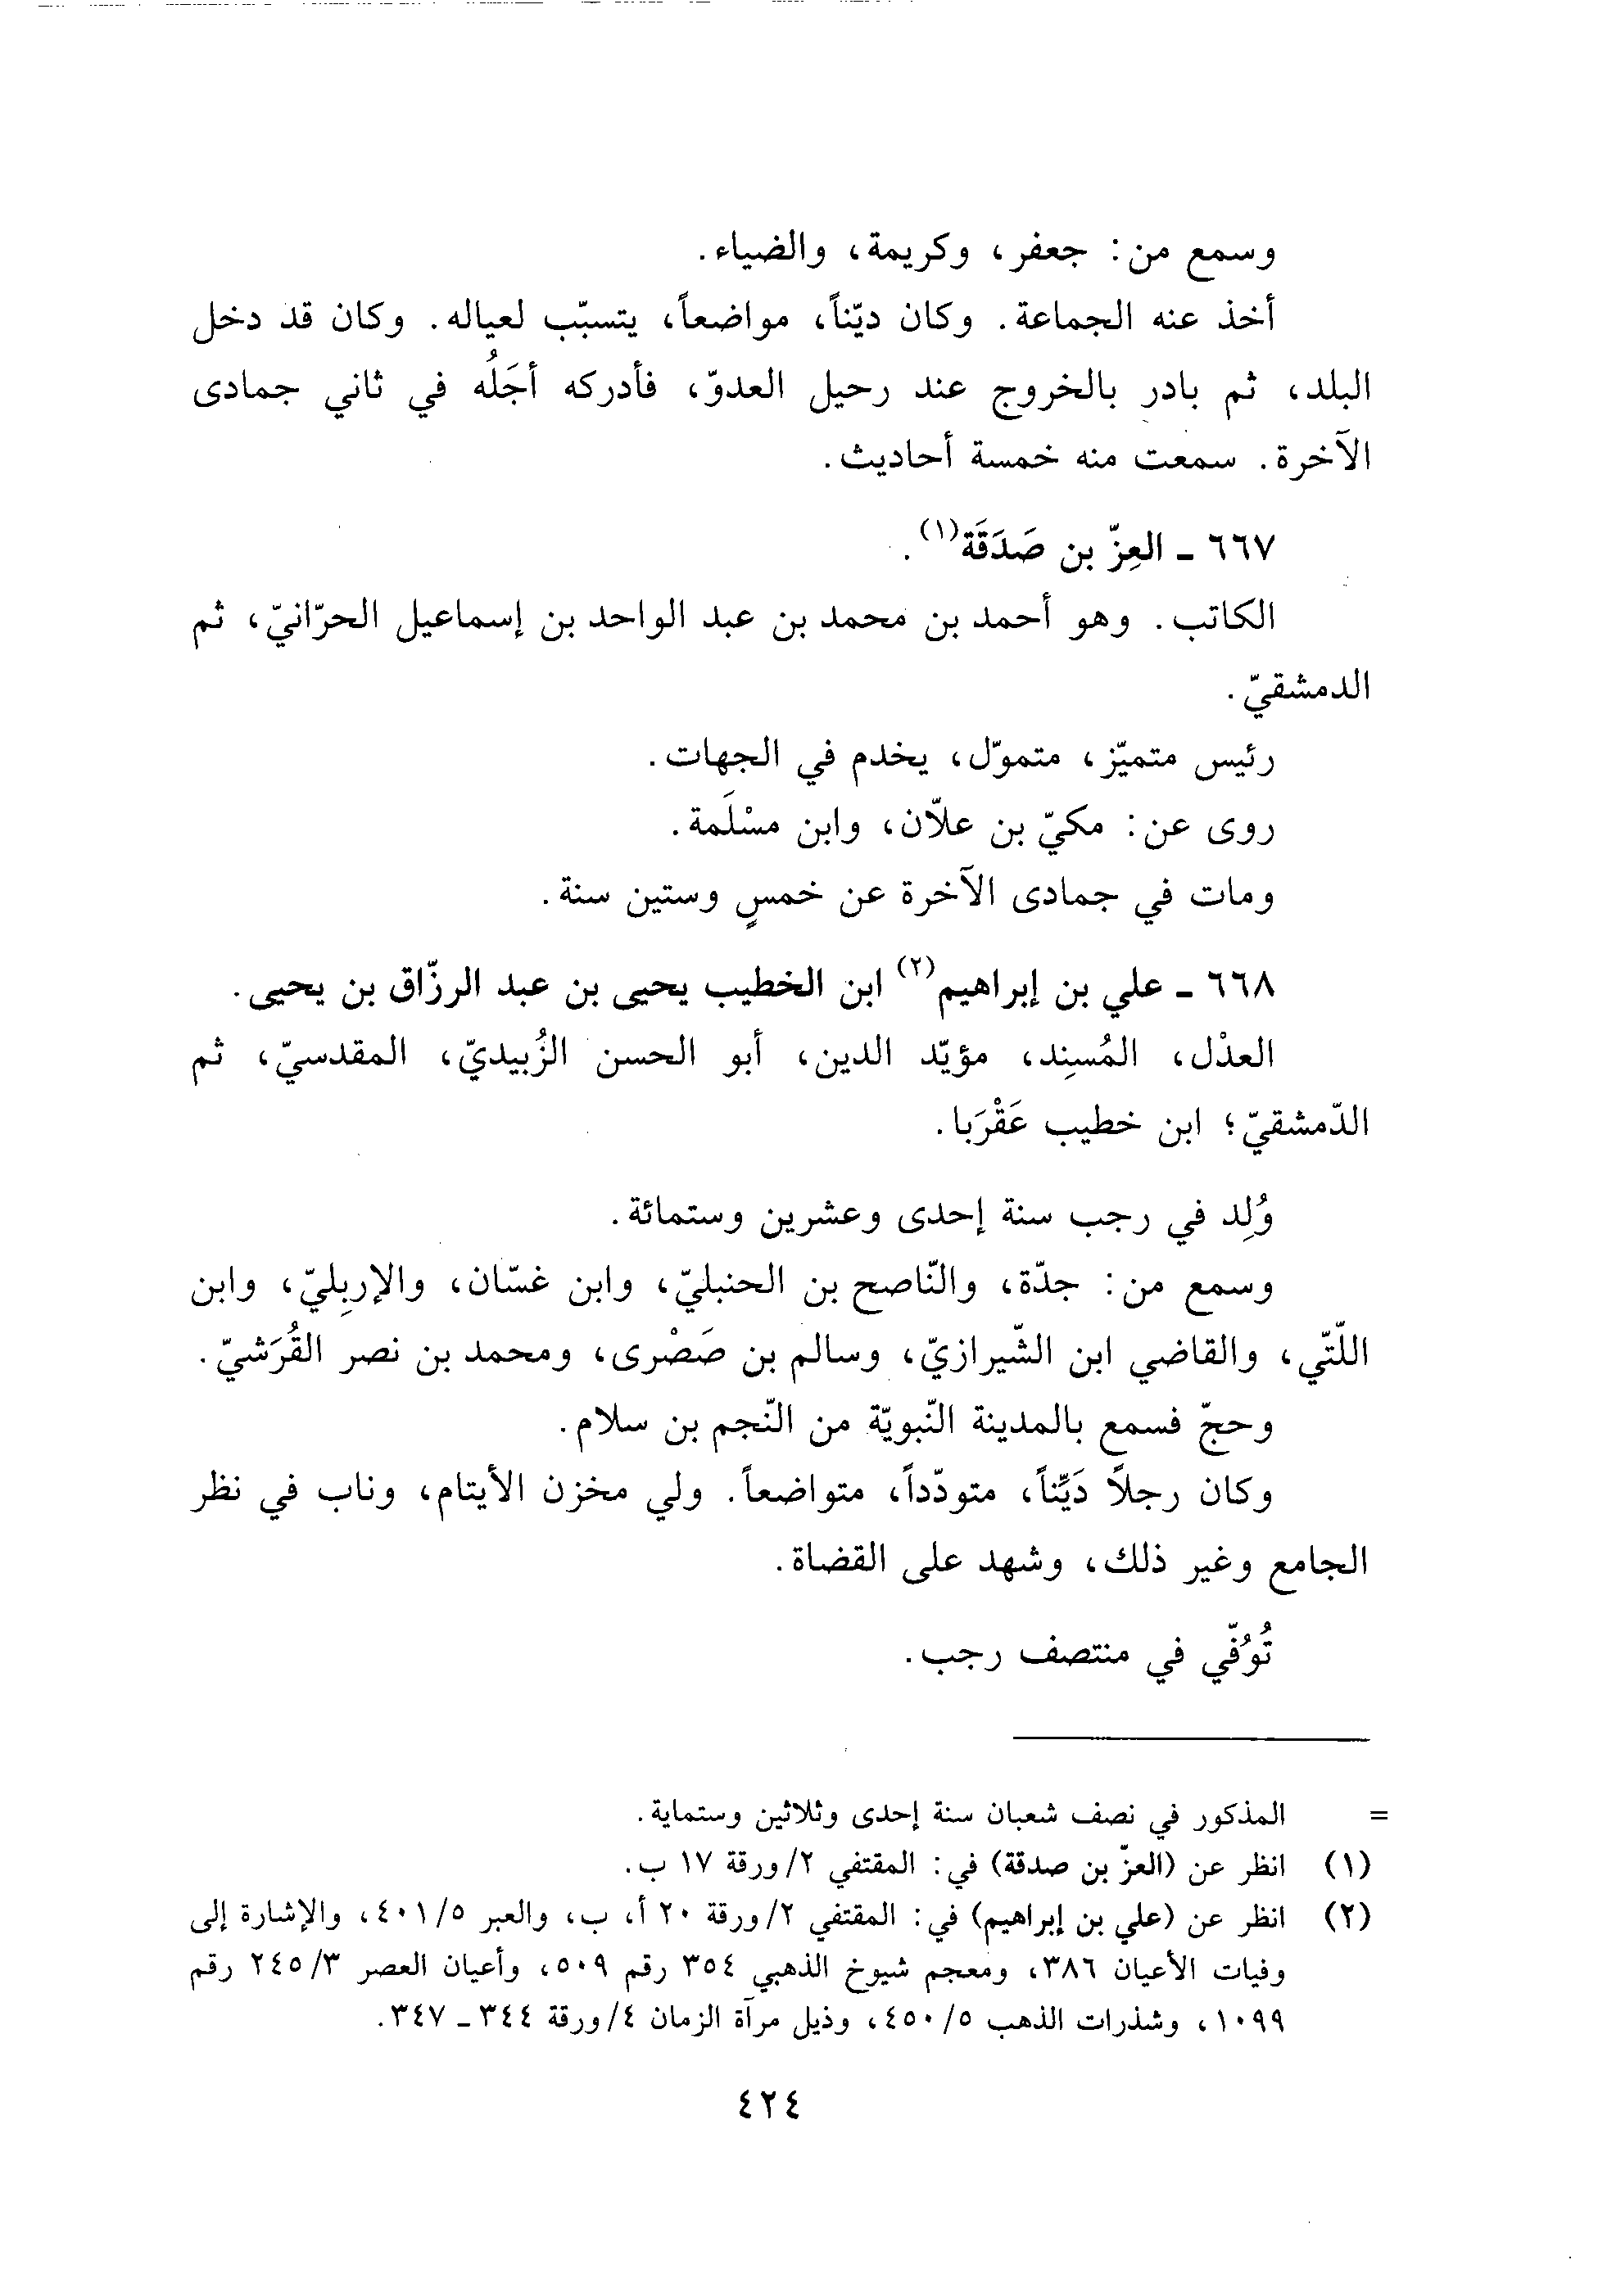 وسمع من: جعفر، وكريمة، والضياء.
أخذ عنه الجماعة. وكان ديّناً، مواضعاً، يتسبّب لعياله. وكان قد دخل
البلد، ثم بادر بالخروج عند رحيل العدوّ، فأدركه أجَلُه في ثاني جمادى
الآخرة. سمعت منه خمسة أحاديث.
٦٦٧ ـ العِزّ بن صَدَقَة(١).
الكاتب. وهو أحمد بن محمد بن عبد الواحد بن إسماعيل الحرّانيّ، ثم
الدمشقيّ.
رئيس متميّز، متموّل، يخدم في الجهات.
روى عن: مكيّ بن علاّن، وابن مسْلَمة.
ومات في جمادى الآخرة عن خمسٍ وستين سنة.
٦٦٨ ـ علي بن إبراهيم(٢) ابن الخطيب يحيى بن عبد الرزّاق بن يحيى.
العدْل، المُسنِد، مؤيّد الدين، أبو الحسن الزُبيديّ، المقدسيّ، ثم
الدّمشقيّ؛ ابن خطيب عَقْرَبا.
وُلِد في رجب سنة إحدى وعشرين وستمائة.
وسمع من: جدّة، والنّاصح بن الحنبليّ، وابن غسّان، والإربِليّ، وابن
اللّتّي، والقاضي ابن الشّيرازيّ، وسالم بن صَصْرى، ومحمد بن نصر القُرَشيّ.
وحجّ فسمع بالمدينة النّبويّة من النّجم بن سلام.
وكان رجلاً دَيِّناً، متودّداً، متواضعاً. ولي مخزن الأيتام، وناب في نظر
الجامع وغير ذلك، وشهد على القضاة.
تُوُفّي في منتصف رجب.
= المذكور في نصف شعبان سنة إحدى وثلاثين وستماية.
(١) انظر عن (العزّ بن صدقة) في: المقتفي ٢/ورقة ١٧ ب.
(٢) انظر عن (علي بن إبراهيم) في: المقتفي ٢/ورقة ٢٠ أ، ب، والعبر ٤٠١/٥، والإشارة إلى
وفيات الأعيان ٣٨٦، ومعجم شيوخ الذهبي ٣٥٤ رقم ٥٠٩، وأعيان العصر ٢٤٥/٣ رقم
١٠٩٩، وشذرات الذهب ٤٥٠/٥، وذيل مرآة الزمان ٤/ورقة ٣٤٤ ـ ٣٤٧.
٤٢٤